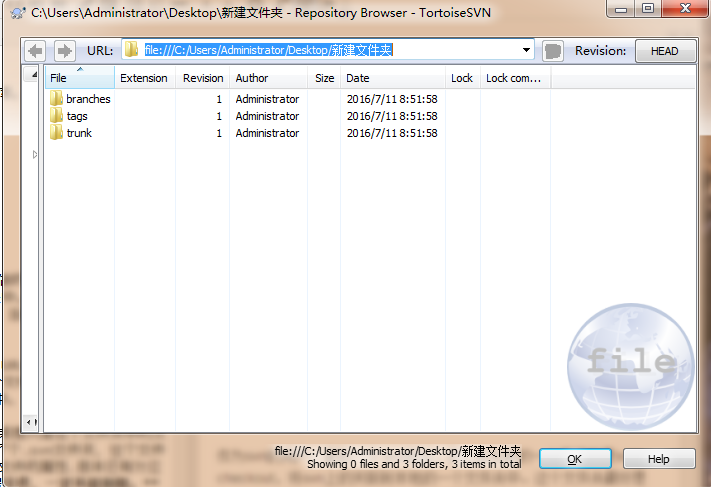 C:\Users\Administrator\Desktop\新建文件夹 - Repository Browser - TortoiseSVN
URL: file:///C:/Users/Administrator/Desktop/新建文件夹 Revision: HEAD
File Extension Revision Author Size Date Lock Lock com...
branches 1 Administrator 2016/7/11 8:51:58
tags 1 Administrator 2016/7/11 8:51:58
trunk 1 Administrator 2016/7/11 8:51:58
file
file:///C:/Users/Administrator/Desktop/新建文件夹
Showing 0 files and 3 folders, 3 items in total
OK Help